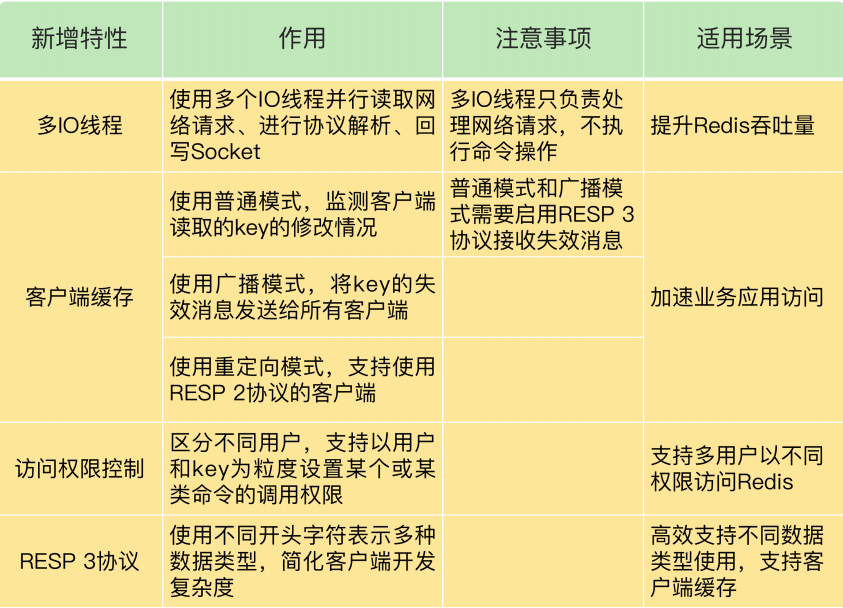 新增特性
作用
注意事项
适用场景
多IO线程
使用多个IO线程并行读取网
络请求、进行协议解析、回
写Socket
多IO线程只负责处
理网络请求，不执
行命令操作
提升Redis吞吐量
客户端缓存
使用普通模式，监测客户端
读取的key的修改情况
普通模式和广播模
式需要启用RESP 3
协议接收失效消息
使用广播模式，将key的失
效消息发送给所有客户端
使用重定向模式，支持使用
RESP 2协议的客户端
加速业务应用访问
访问权限控制
区分不同用户，支持以用户
和key为粒度设置某个或某
类命令的调用权限
支持多用户以不同
权限访问Redis
RESP 3协议
使用不同开头字符表示多种
数据类型，简化客户端开发
复杂度
高效支持不同数据
类型使用，支持客
户端缓存